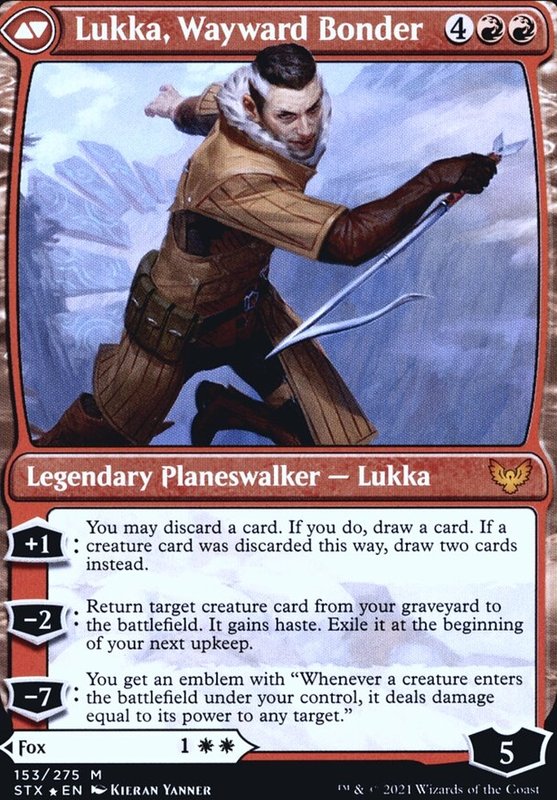 Lukka, Wayward Bonder 4
Legendary Planeswalker — Lukka
+1 : You may discard a card. If you do, draw a card. If a
creature card was discarded this way, draw two cards
instead.
−2 : Return target creature card from your graveyard to
the battlefield. It gains haste. Exile it at the beginning
of your next upkeep.
−7 : You get an emblem with “Whenever a creature enters
the battlefield under your control, it deals damage
equal to its power to any target.”
Fox 1
5
153/275 M
STX ★ EN Kieran Yanner
™ & © 2021 Wizards of the Coast